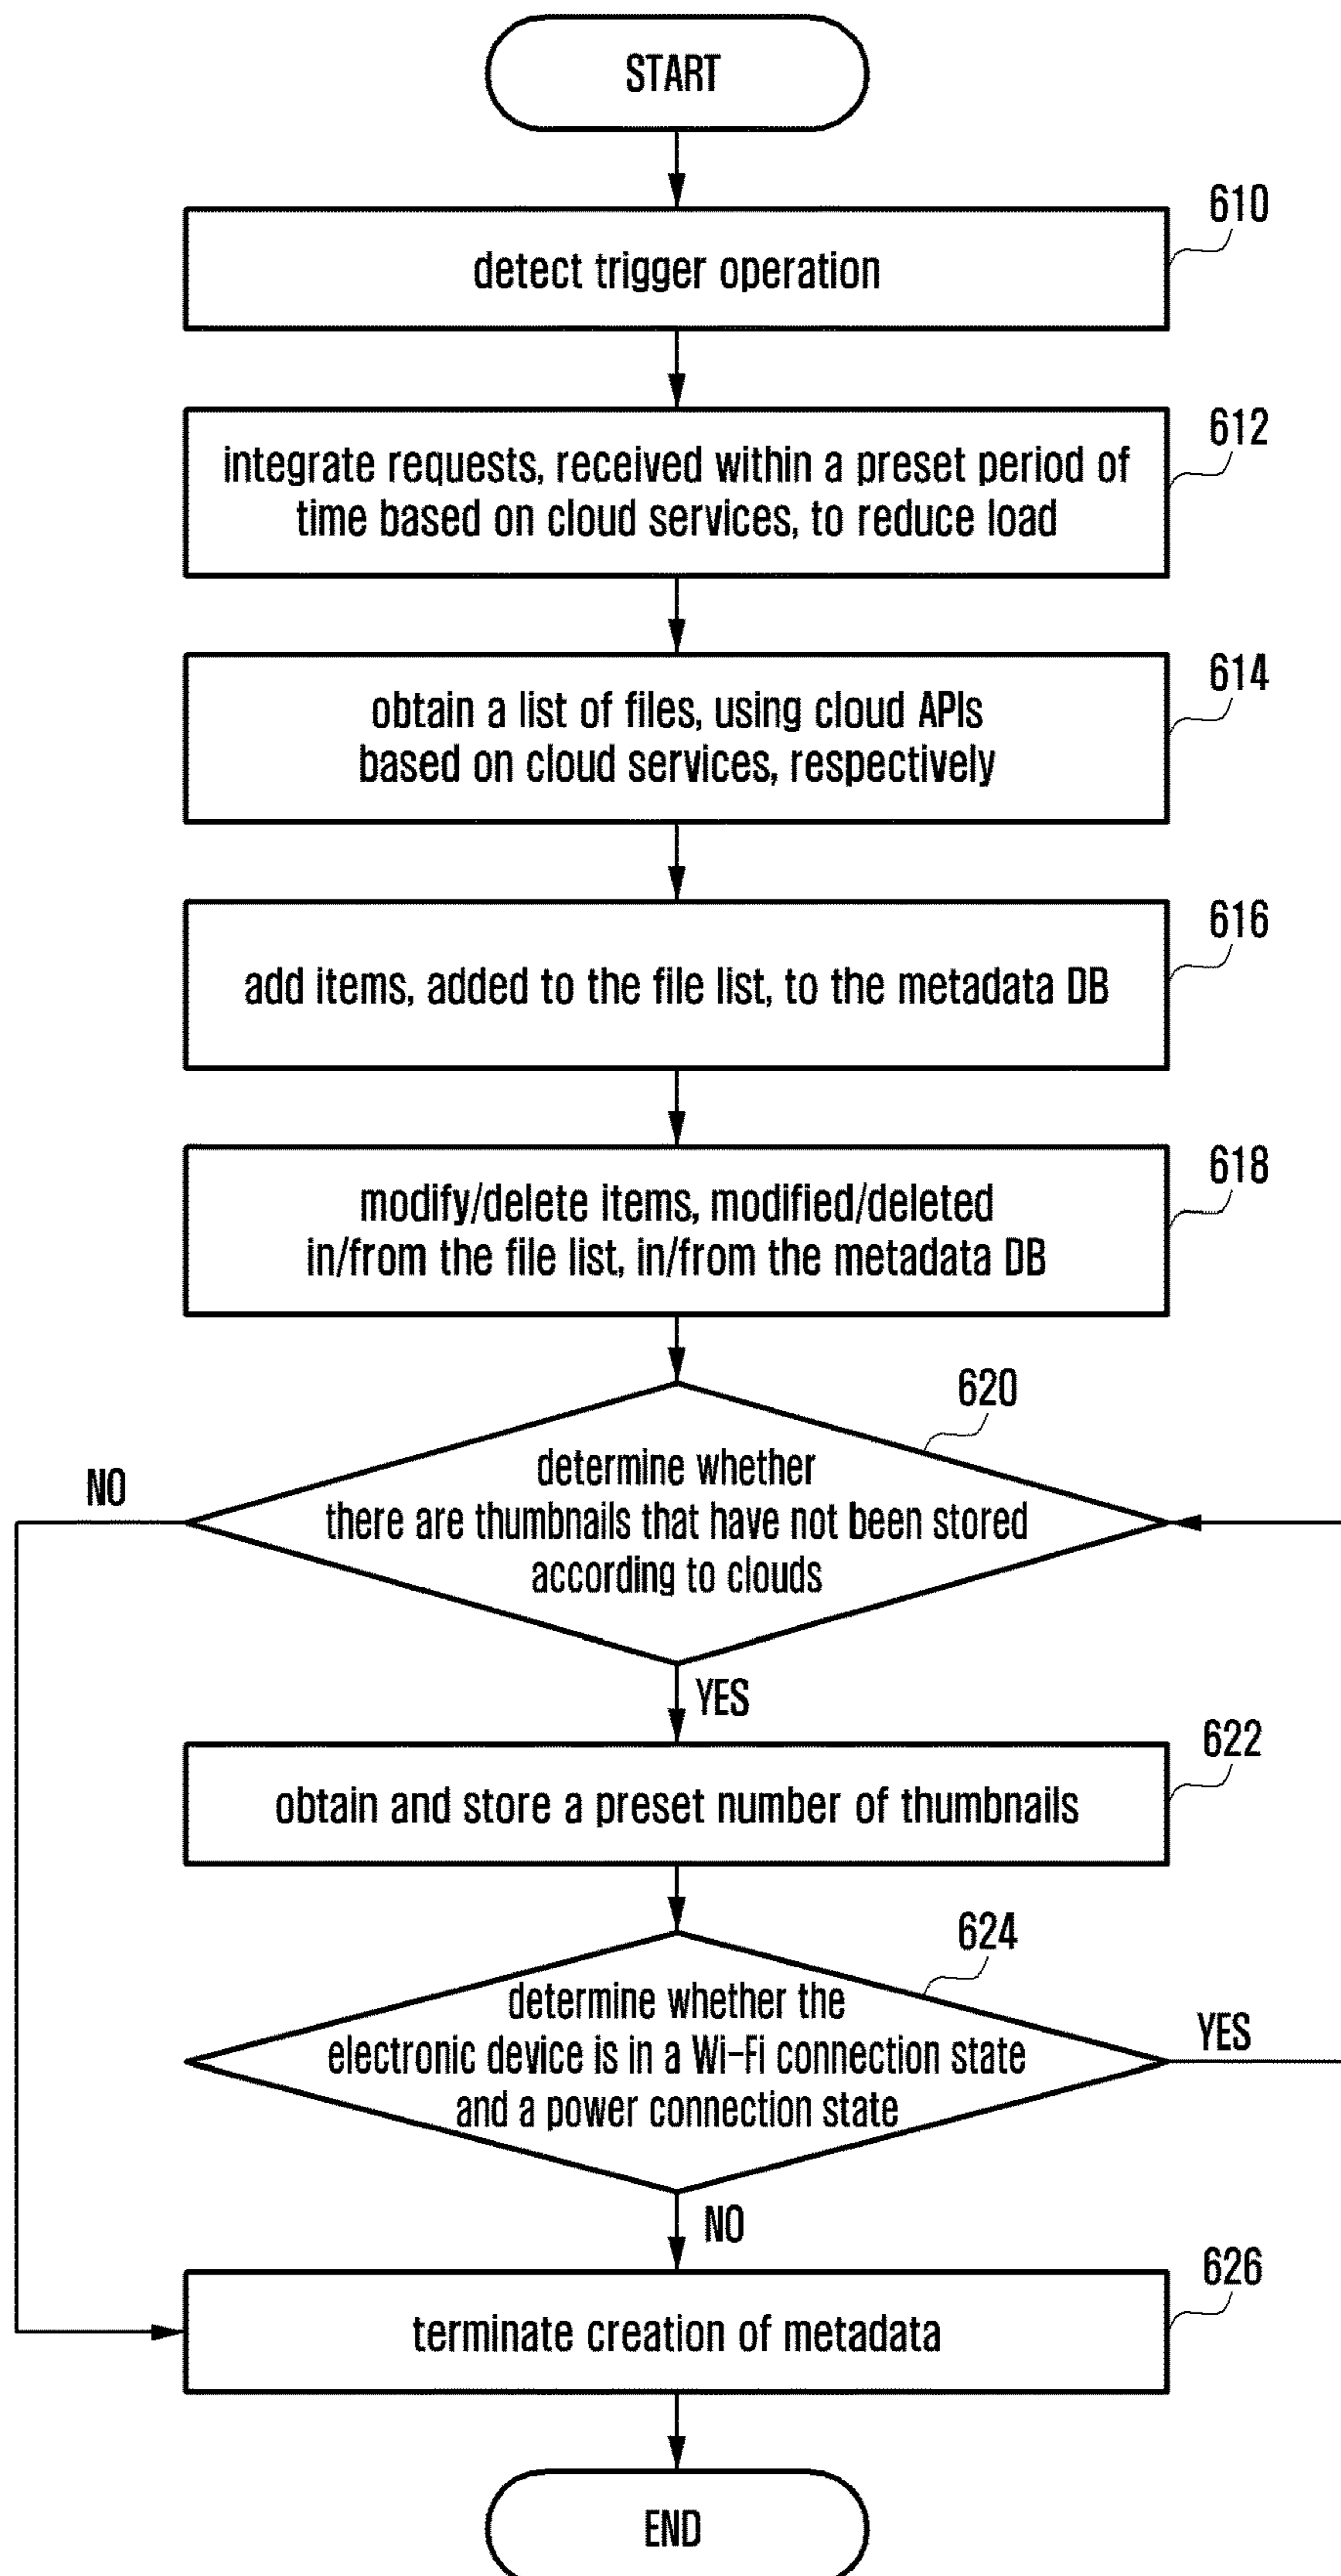 START
610
detect trigger operation
612
integrate requests, received within a preset period of
time based on cloud services, to reduce load
614
obtain a list of files, using cloud APIs
based on cloud services, respectively
616
add items, added to the file list, to the metadata DB
618
modify/delete items, modified/deleted
in/from the file list, in/from the metadata DB
620
NO
determine whether
there are thumbnails that have not been stored
according to clouds
YES
622
obtain and store a preset number of thumbnails
624
determine whether the
electronic device is in a Wi-Fi connection state
and a power connection state
YES
NO
626
terminate creation of metadata
END